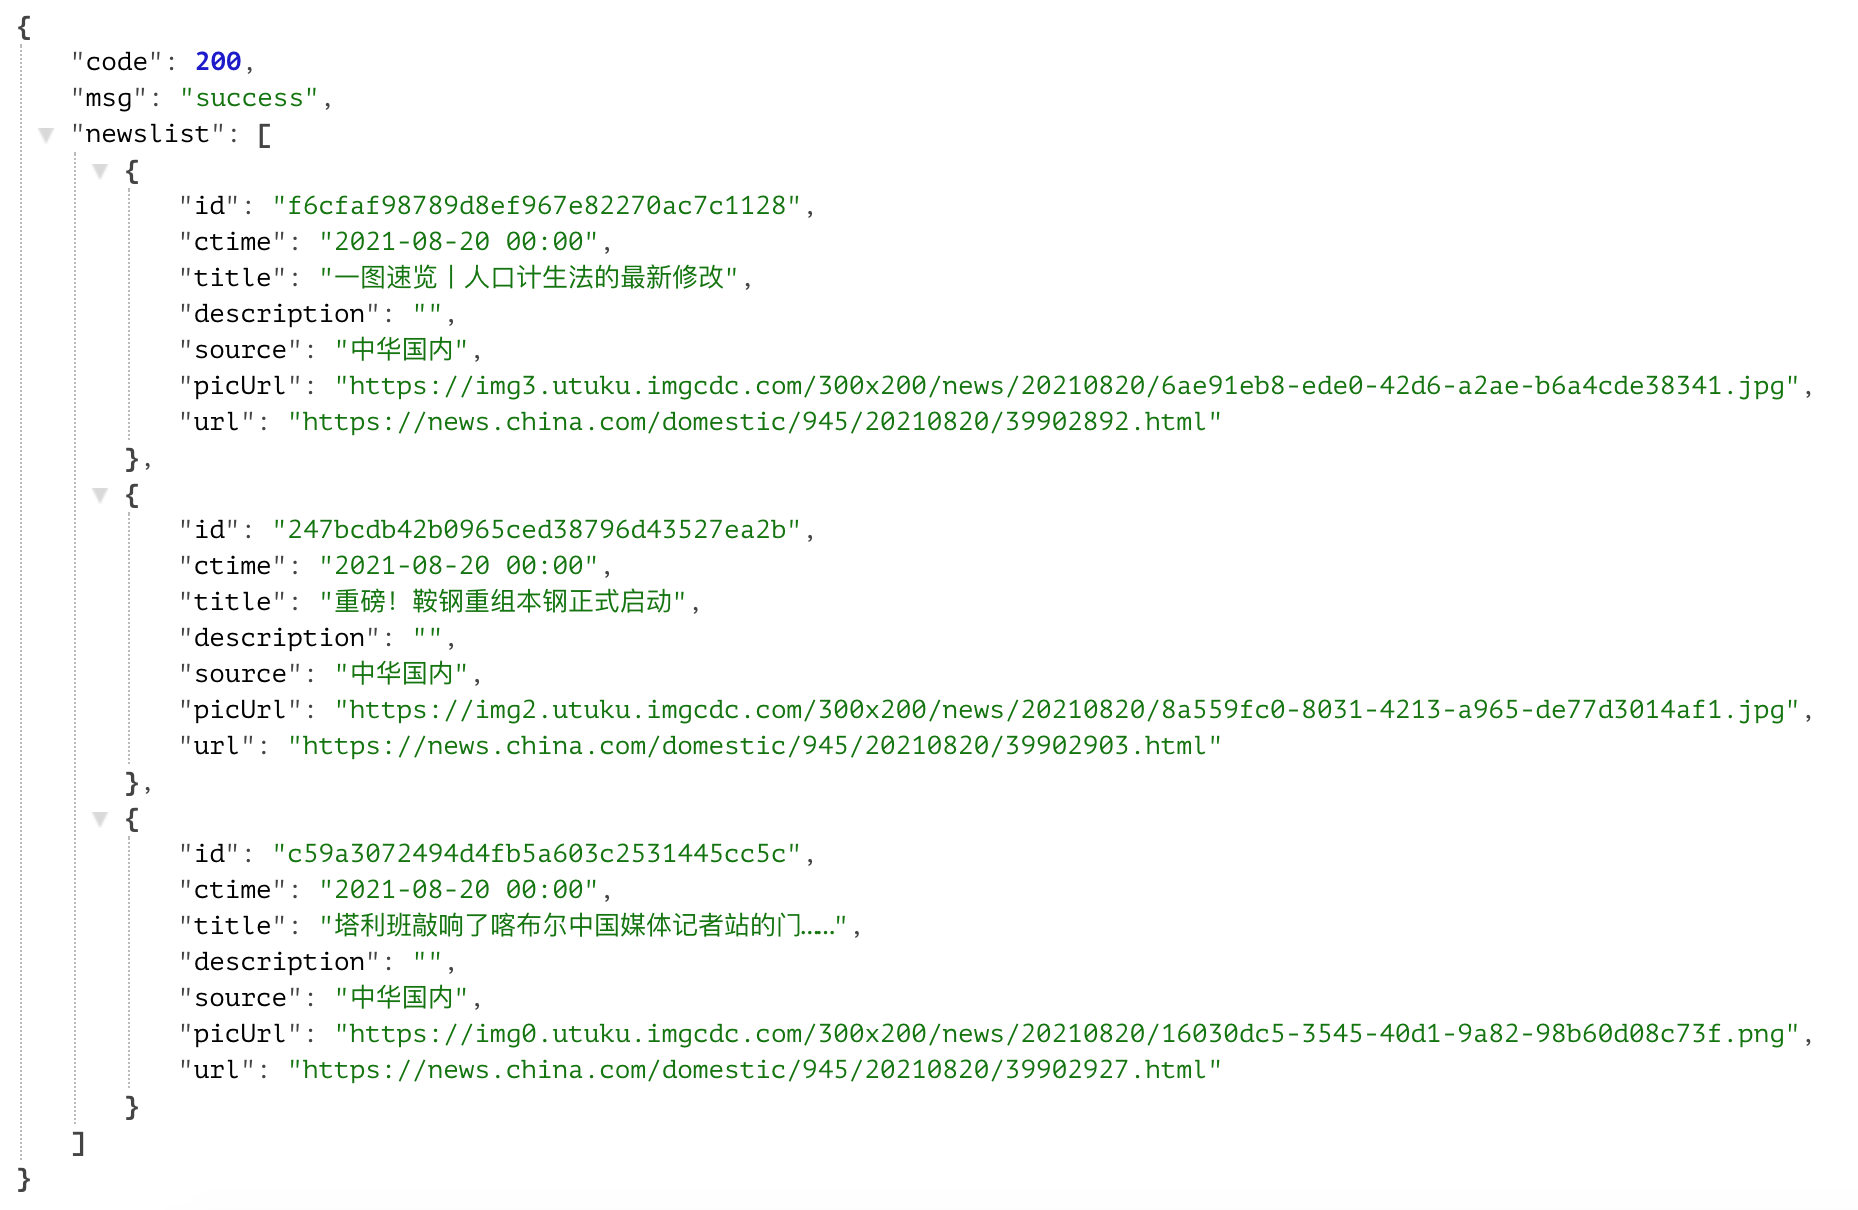 {
"code": 200,
"msg": "success",
"newslist": [
{
"id": "f6cfaf98789d8ef967e82270ac7c1128",
"ctime": "2021-08-20 00:00",
"title": "一图速览丨人口计生法的最新修改",
"description": "",
"source": "中华国内",
"picUrl": "https://img3.utuku.imgcdc.com/300x200/news/20210820/6ae91eb8-ede0-42d6-a2ae-b6a4cde38341.jpg",
"url": "https://news.china.com/domestic/945/20210820/39902892.html"
},
{
"id": "247bcdb42b0965ced38796d43527ea2b",
"ctime": "2021-08-20 00:00",
"title": "重磅！鞍钢重组本钢正式启动",
"description": "",
"source": "中华国内",
"picUrl": "https://img2.utuku.imgcdc.com/300x200/news/20210820/8a559fc0-8031-4213-a965-de77d3014af1.jpg",
"url": "https://news.china.com/domestic/945/20210820/39902903.html"
},
{
"id": "c59a3072494d4fb5a603c2531445cc5c",
"ctime": "2021-08-20 00:00",
"title": "塔利班敲响了喀布尔中国媒体记者站的门……",
"description": "",
"source": "中华国内",
"picUrl": "https://img0.utuku.imgcdc.com/300x200/news/20210820/16030dc5-3545-40d1-9a82-98b60d08c73f.png",
"url": "https://news.china.com/domestic/945/20210820/39902927.html"
}
]
}